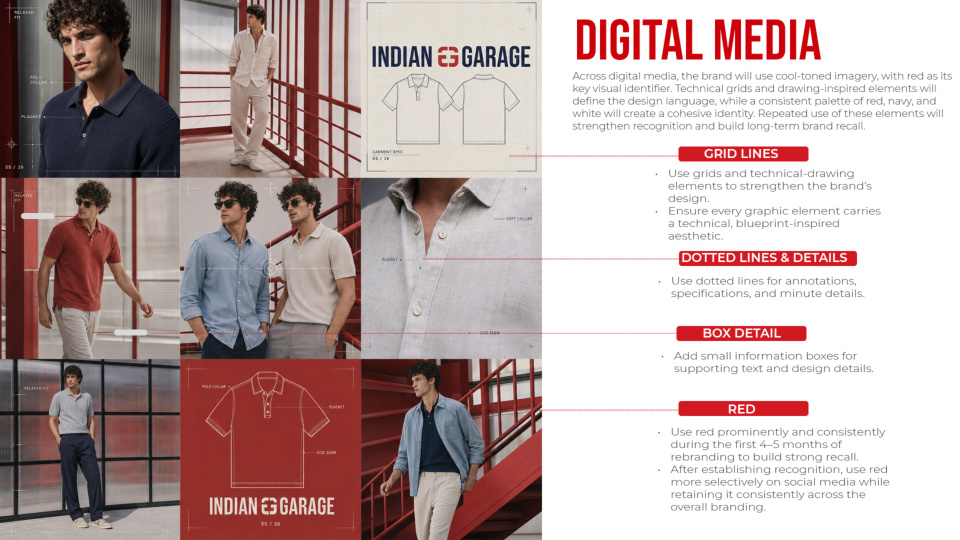 RELAXED
FIT
POLO
COLLAR
PLACKET
SS / 26
INDIAN GARAGE
GARMENT SPEC
SS / 26
RELAXED
FIT
SOFT COLLAR
PLACKET
SIDE SEAM
RELAXED FIT
POLO COLLAR
PLACKET
SIDE SEAM
INDIAN GARAGE
SS / 26
DIGITAL MEDIA
Across digital media, the brand will use cool-toned imagery, with red as its
key visual identifier. Technical grids and drawing-inspired elements will
define the design language, while a consistent palette of red, navy, and
white will create a cohesive identity. Repeated use of these elements will
strengthen recognition and build long-term brand recall.
GRID LINES
• Use grids and technical-drawing
elements to strengthen the brand's
design.
• Ensure every graphic element carries
a technical, blueprint-inspired
aesthetic.
DOTTED LINES & DETAILS
• Use dotted lines for annotations,
specifications, and minute details.
BOX DETAIL
• Add small information boxes for
supporting text and design details.
RED
• Use red prominently and consistently
during the first 4–5 months of
rebranding to build strong recall.
• After establishing recognition, use red
more selectively on social media while
retaining it consistently across the
overall branding.